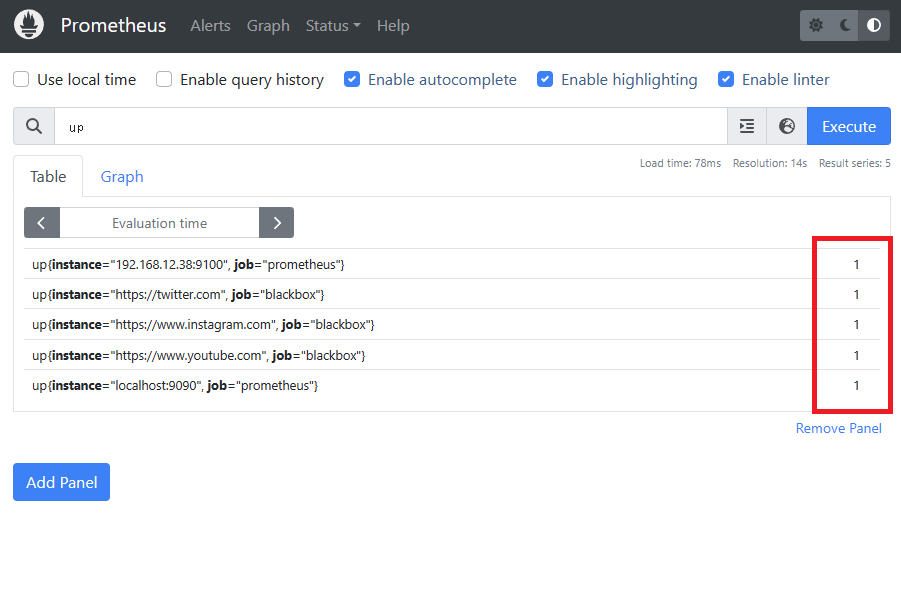 Prometheus Alerts Graph Status Help
Use local time Enable query history Enable autocomplete Enable highlighting Enable linter
up Execute
Load time: 78ms Resolution: 14s Result series: 5
Table Graph
Evaluation time
up{instance="192.168.12.38:9100", job="prometheus"} 1
up{instance="https://twitter.com", job="blackbox"} 1
up{instance="https://www.instagram.com", job="blackbox"} 1
up{instance="https://www.youtube.com", job="blackbox"} 1
up{instance="localhost:9090", job="prometheus"} 1
Remove Panel
Add Panel